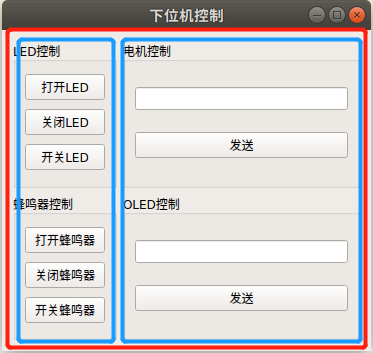 下位机控制
LED控制
打开LED
关闭LED
开关LED
电机控制
发送
蜂鸣器控制
打开蜂鸣器
关闭蜂鸣器
开关蜂鸣器
OLED控制
发送